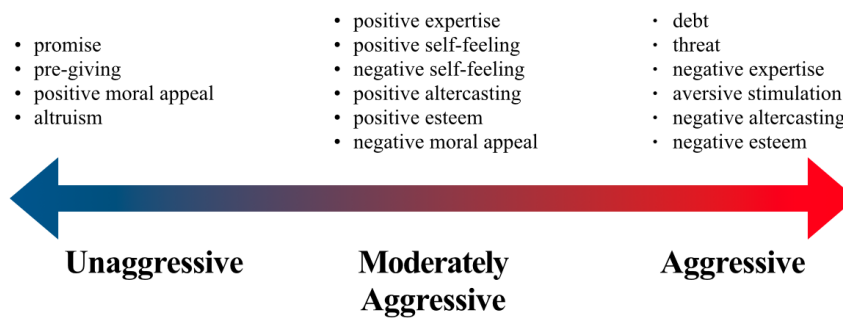 • promise
• pre-giving
• positive moral appeal
• altruism
• positive expertise
• positive self-feeling
• negative self-feeling
• positive altercasting
• positive esteem
• negative moral appeal
• debt
• threat
• negative expertise
• aversive stimulation
• negative altercasting
• negative esteem
Unaggressive
Moderately
Aggressive
Aggressive